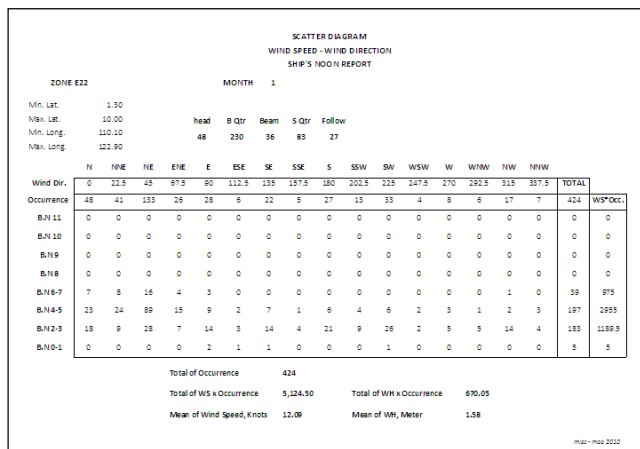 SCATTER DIAGRAM
WIND SPEED - WIND DIRECTION
SHIP'S NOON REPORT
ZONE E22 MONTH 1
Min. Lat. 1.30
Max. Lat. 10.00 head B Qtr Beam S Qtr Follow
Min. Long. 110.10 48 230 36 83 27
Max. Long. 122.90
N NNE NE ENE E ESE SE SSE S SSW SW WSW W WNW NW NNW
Wind Dir. 0 22.5 45 67.5 90 112.5 135 157.5 180 202.5 225 247.5 270 292.5 315 337.5 TOTAL
Occurrence 48 41 133 26 28 6 22 5 27 13 33 4 8 6 17 7 424 WS*Occ.
B.N 11 0 0 0 0 0 0 0 0 0 0 0 0 0 0 0 0 0 0
B.N 10 0 0 0 0 0 0 0 0 0 0 0 0 0 0 0 0 0 0
B.N 9 0 0 0 0 0 0 0 0 0 0 0 0 0 0 0 0 0 0
B.N 8 0 0 0 0 0 0 0 0 0 0 0 0 0 0 0 0 0 0
B.N 6-7 7 8 16 4 3 0 0 0 0 0 0 0 0 0 1 0 39 975
B.N 4-5 23 24 89 15 9 2 7 1 6 4 6 2 3 1 2 3 197 2955
B.N 2-3 18 9 28 7 14 3 14 4 21 9 26 2 5 5 14 4 183 1189.5
B.N 0-1 0 0 0 0 2 1 1 0 0 0 1 0 0 0 0 0 5 5
Total of Occurrence 424
Total of WS x Occurrence 5,124.50 Total of WH x Occurrence 670.05
Mean of Wind Speed, Knots 12.09 Mean of WH, Meter 1.58
misc - maa 2010